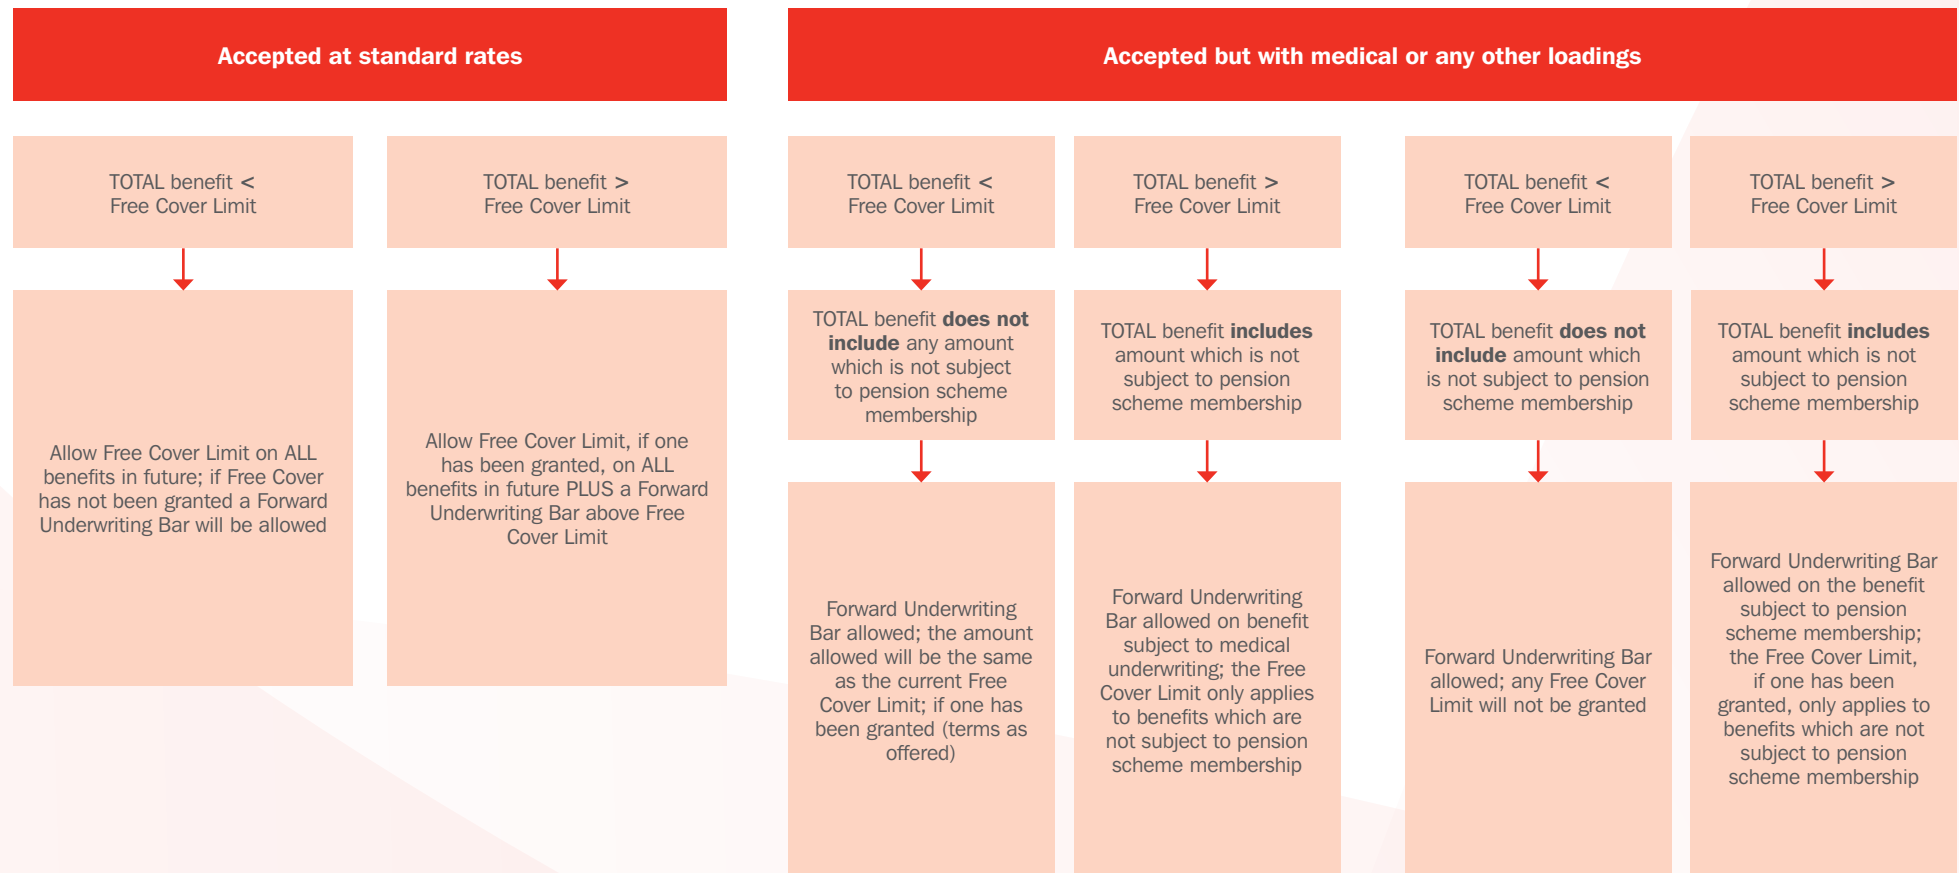 Accepted at standard rates
Accepted but with medical or any other loadings
TOTAL benefit <
Free Cover Limit
TOTAL benefit >
Free Cover Limit
TOTAL benefit <
Free Cover Limit
TOTAL benefit >
Free Cover Limit
TOTAL benefit <
Free Cover Limit
TOTAL benefit >
Free Cover Limit
Allow Free Cover Limit on ALL
benefits in future; if Free Cover
has not been granted a Forward
Underwriting Bar will be allowed
Allow Free Cover Limit, if one
has been granted, on ALL
benefits in future PLUS a Forward
Underwriting Bar above Free
Cover Limit
TOTAL benefit does not
include any amount
which is not subject
to pension scheme
membership
TOTAL benefit includes
amount which is not
subject to pension
scheme membership
TOTAL benefit does not
include amount which
is not subject to pension
scheme membership
TOTAL benefit includes
amount which is not
subject to pension
scheme membership
Forward Underwriting
Bar allowed; the amount
allowed will be the same
as the current Free
Cover Limit; if one has
been granted (terms as
offered)
Forward Underwriting
Bar allowed on benefit
subject to medical
underwriting; the Free
Cover Limit only applies
to benefits which are
not subject to pension
scheme membership
Forward Underwriting Bar
allowed; any Free Cover
Limit will not be granted
Forward Underwriting Bar
allowed on the benefit
subject to pension
scheme membership;
the Free Cover Limit,
if one has been
granted, only applies to
benefits which are not
subject to pension
scheme membership